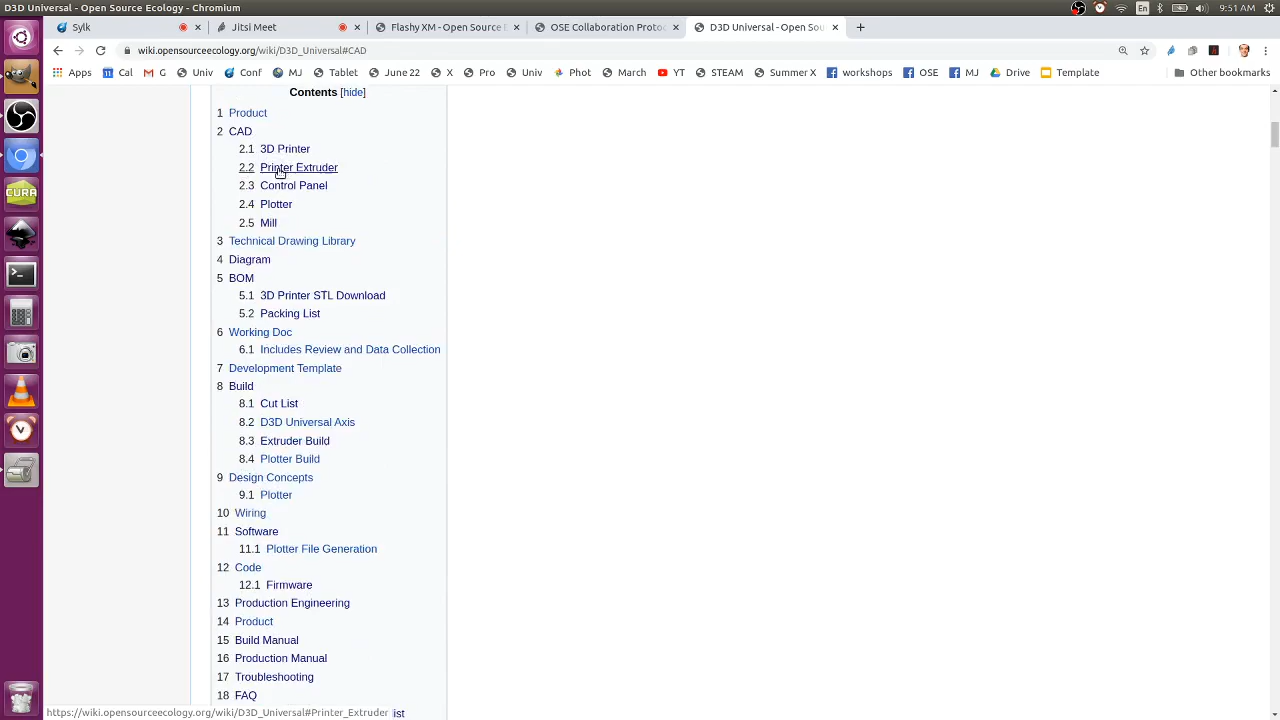 D3D Universal - Open Source Ecology - Chromium
En
9:51 AM
Sylk
Jitsi Meet
Flashy XM - Open Source E
OSE Collaboration Protoc
D3D Universal - Open Sou
wiki.opensourceecology.org/wiki/D3D_Universal#CAD
Apps
Cal
G
Univ
Conf
MJ
Tablet
June 22
X
Pro
Univ
Phot
March
YT
STEAM
Summer X
workshops
OSE
MJ
Drive
Template
Other bookmarks
Contents [hide]
1 Product
2 CAD
2.1 3D Printer
2.2 Printer Extruder
2.3 Control Panel
2.4 Plotter
2.5 Mill
3 Technical Drawing Library
4 Diagram
5 BOM
5.1 3D Printer STL Download
5.2 Packing List
6 Working Doc
6.1 Includes Review and Data Collection
7 Development Template
8 Build
8.1 Cut List
8.2 D3D Universal Axis
8.3 Extruder Build
8.4 Plotter Build
9 Design Concepts
9.1 Plotter
10 Wiring
11 Software
11.1 Plotter File Generation
12 Code
12.1 Firmware
13 Production Engineering
14 Product
15 Build Manual
16 Production Manual
17 Troubleshooting
18 FAQ
https://wiki.opensourceecology.org/wiki/D3D_Universal#Printer_Extruder
ist
CURA